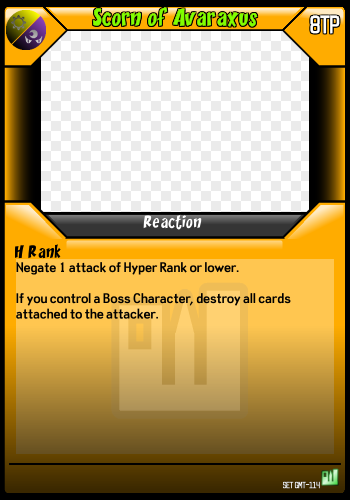 Scorn of Avaraxus
8TP
Reaction
H Rank
Negate 1 attack of Hyper Rank or lower.
If you control a Boss Character, destroy all cards
attached to the attacker.
SET GMT-114